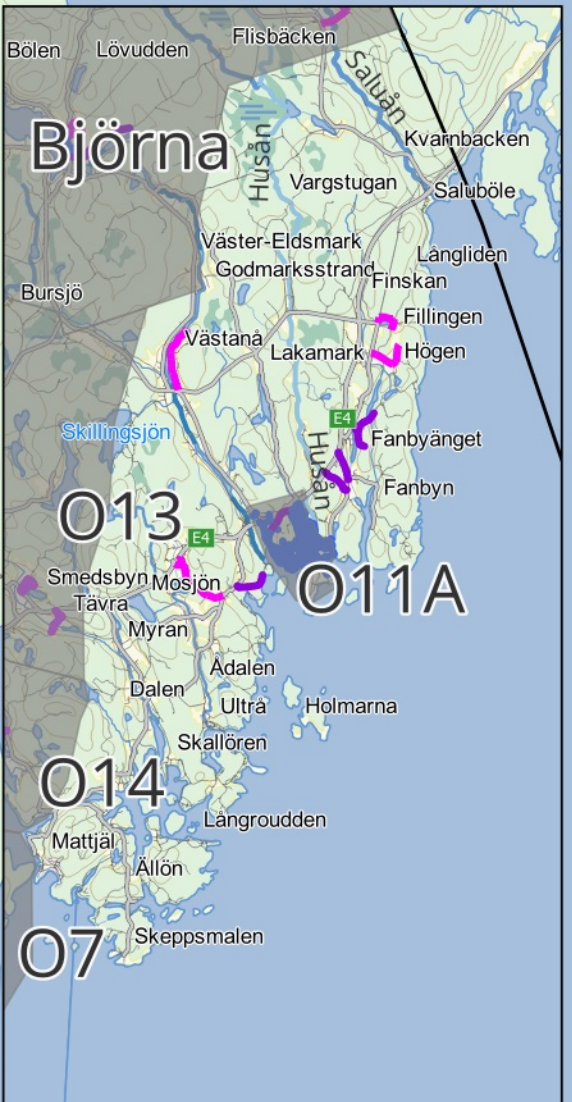 Flisbäcken
Bölen
Lövudden
Saluån
Kvarnbacken
Björna
Husån
Vargstugan
Saluböle
Väster-Eldsmark
Långliden
Godmarksstrand
Finskan
Bursjö
Fillingen
Västanå
Lakamark
Högen
E4
Skillingsjön
Fanbyänget
Husån
Fanbyn
O13
E4
Smedsbyn
Mosjön
O11A
Tävra
Myran
Ådalen
Dalen
Ultrå
Holmarna
Skallören
O14
Långroudden
Mattjäl
Ällön
Skeppsmalen
O7